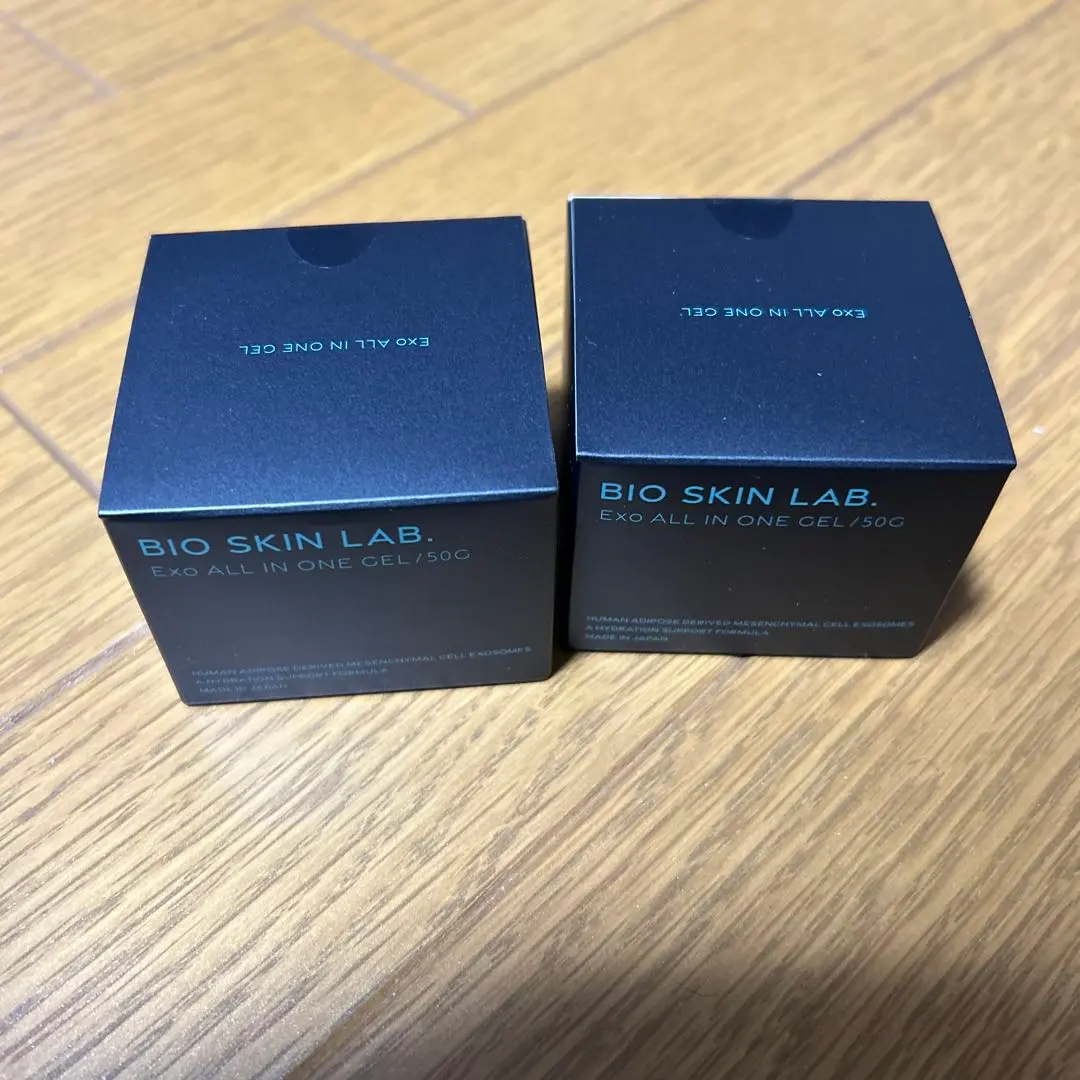 Exo ALL IN ONE GEL
BIO SKIN LAB.
Exo ALL IN ONE GEL/50G
HUMAN ADIPOSE DERIVED MESENCHYMAL CELL EXOSOMES
A HYDRATION SUPPORT FORMULA
MADE IN JAPAN
Exo ALL IN ONE GEL
BIO SKIN LAB.
Exo ALL IN ONE GEL/50G
HUMAN ADIPOSE DERIVED MESENCHYMAL CELL EXOSOMES
A HYDRATION SUPPORT FORMULA
MADE IN JAPAN